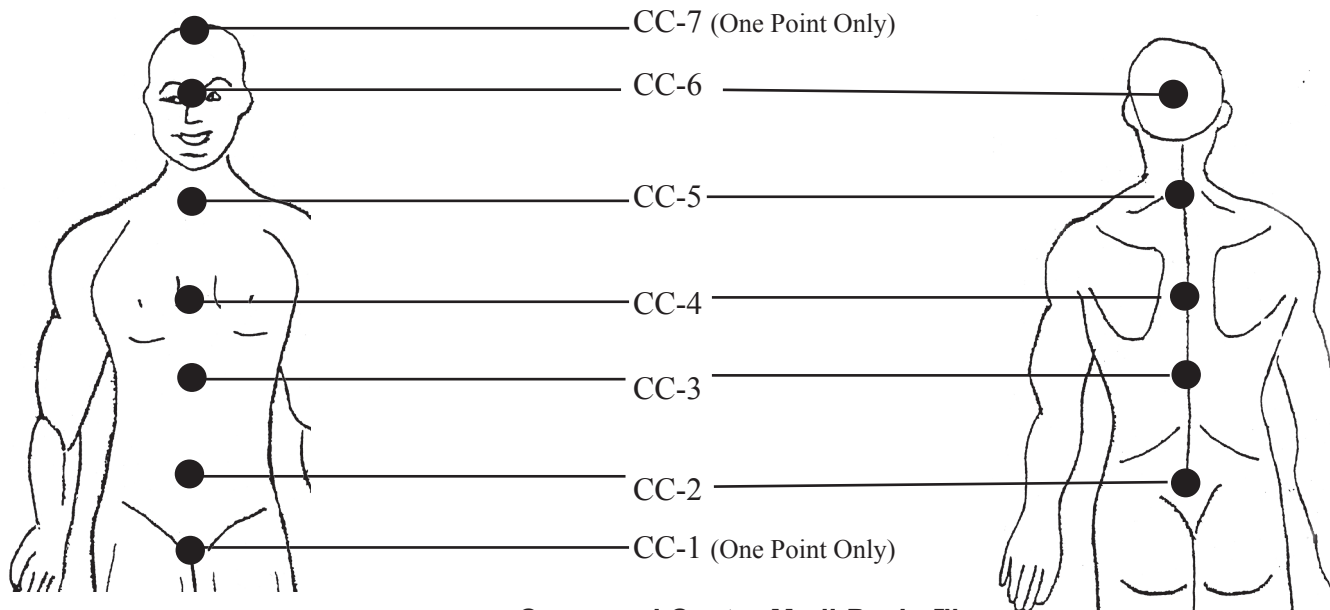 CC-7 (One Point Only)
CC-6
CC-5
CC-4
CC-3
CC-2
CC-1 (One Point Only)